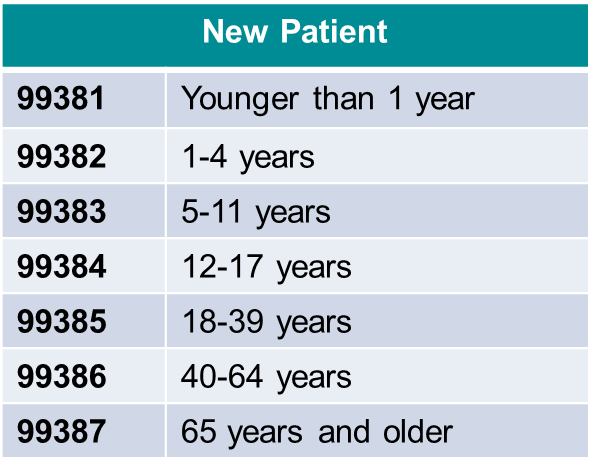 New Patient
99381 Younger than 1 year
99382 1-4 years
99383 5-11 years
99384 12-17 years
99385 18-39 years
99386 40-64 years
99387 65 years and older